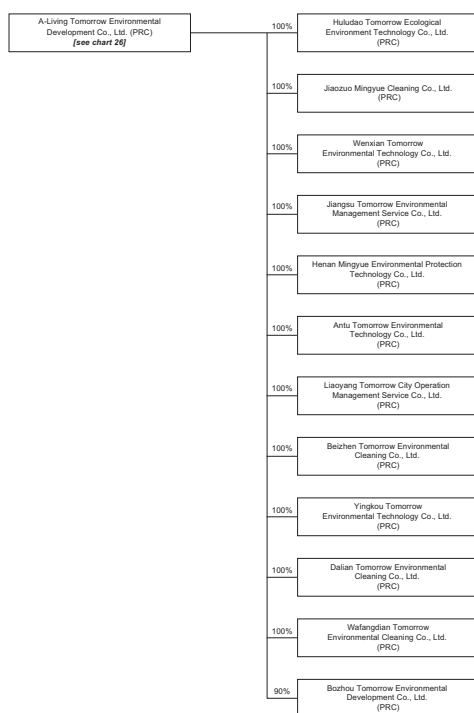 A-Living Tomorrow Environmental
Development Co., Ltd. (PRC)
[see chart 26]
100%
Huludao Tomorrow Ecological
Environment Technology Co., Ltd.
(PRC)
100%
Jiaozuo Mingyue Cleaning Co., Ltd.
(PRC)
100%
Wenxian Tomorrow
Environmental Technology Co., Ltd.
(PRC)
100%
Jiangsu Tomorrow Environmental
Management Service Co., Ltd.
(PRC)
100%
Henan Mingyue Environmental Protection
Technology Co., Ltd.
(PRC)
100%
Antu Tomorrow Environmental
Technology Co., Ltd.
(PRC)
100%
Liaoyang Tomorrow City Operation
Management Service Co., Ltd.
(PRC)
100%
Beizhen Tomorrow Environmental
Cleaning Co., Ltd.
(PRC)
100%
Yingkou Tomorrow
Environmental Technology Co., Ltd.
(PRC)
100%
Dalian Tomorrow Environmental
Cleaning Co., Ltd.
(PRC)
100%
Wafangdian Tomorrow
Environmental Cleaning Co., Ltd.
(PRC)
90%
Bozhou Tomorrow Environmental
Development Co., Ltd.
(PRC)